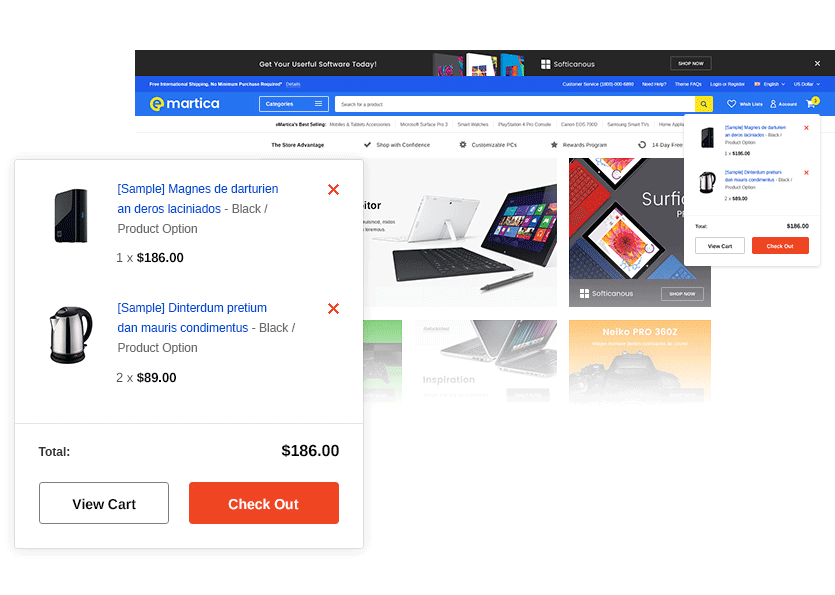 Get Your Userful Software Today!
Softicanous
SHOP NOW
Free International Shipping. No Minimum Purchase Required* Details
Customer Service (1800)-000-6890 Need Help? Theme FAQs Login or Register English US Dollar
emartica
Categories
Search for a product
Wish Lists Account 3
eMartica's Best Selling: Mobiles & Tablets Accessories Microsoft Surface Pro 3 Smart Watches PlayStation 4 Pro Console Canon EOS 700D Samsung Smart TVs Home Applia
The Store Advantage Shop with Confidence Customizable PCs Rewards Program 14 Day Free
[Sample] Magnes de darturien
an deros laciniados - Black /
Product Option
1 x $186.00
[Sample] Dinterdum pretium
dan mauris condimentus - Black /
Product Option
2 x $89.00
Total: $186.00
View Cart Check Out
[Sample] Magnes de darturien
an deros laciniados - Black /
Product Option
1 x $186.00
[Sample] Dinterdum pretium
dan mauris condimentus - Black /
Product Option
2 x $89.00
Total: $186.00
View Cart Check Out
itor
Surfi
Softicanous
SHOP NOW
Refurbished
Inspiration
Neiko PRO 360Z